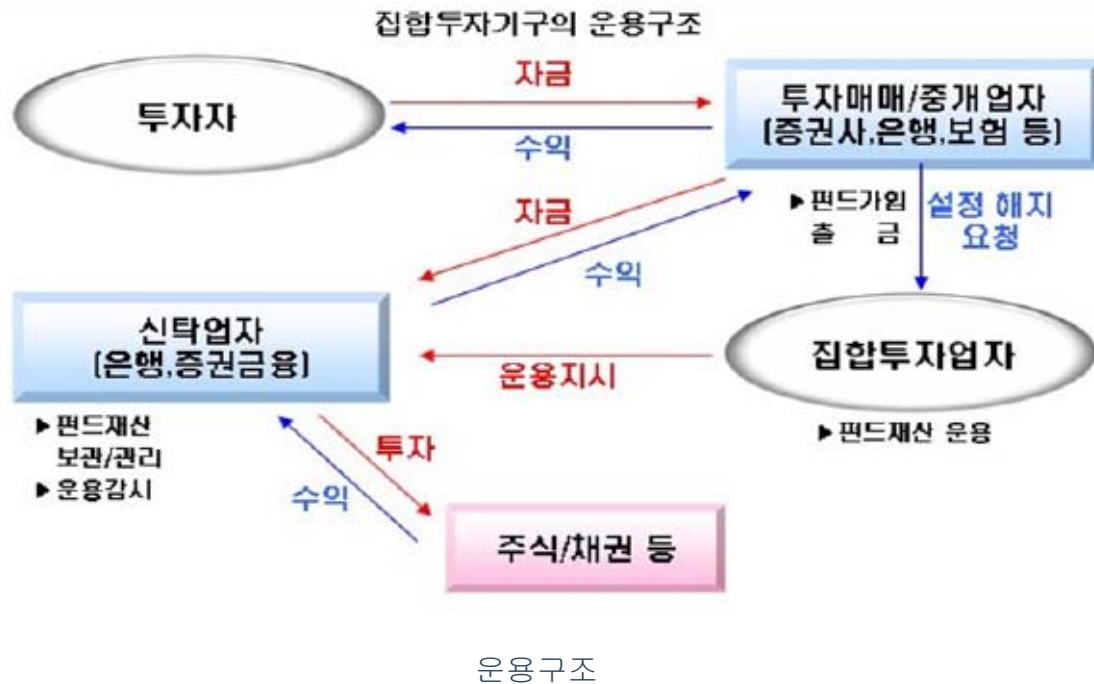 집합투자기구의 운용구조
투자자
자금
수익
투자매매/중개업자
(증권사,은행,보험 등)
자금
수익
▶펀드가입
출 금
설정 해지
요청
신탁업자
(은행,증권금융)
운용지시
집합투자업자
▶펀드재산 운용
▶펀드재산
보관/관리
▶운용감시
투자
수익
주식/채권 등
운용구조